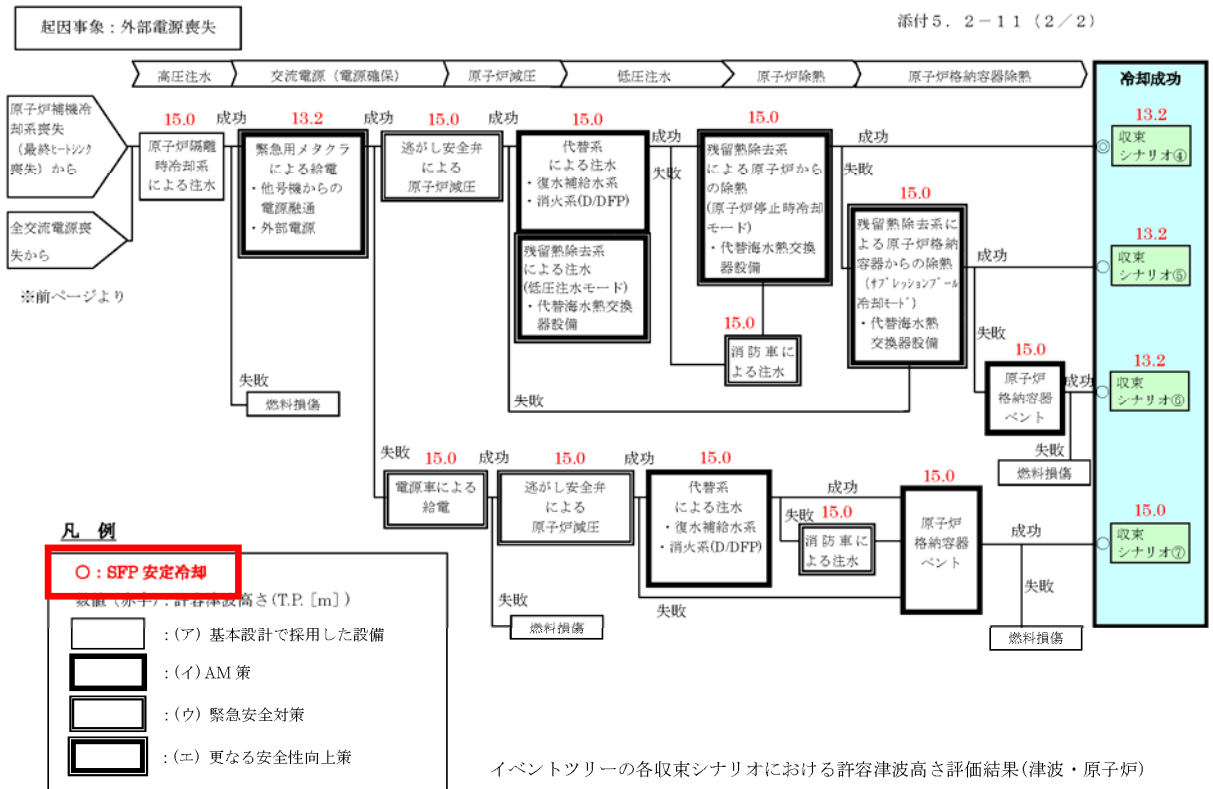 起因事象：外部電源喪失
添付５．２－１１（２／２）
高圧注水
交流電源（電源確保）
原子炉減圧
低圧注水
原子炉除熱
原子炉格納容器除熱
冷却成功
原子炉補機冷
却系喪失
（最終ﾋｰﾄｼﾝｸ
喪失）から
全交流電源喪
失から
※前ページより
15.0
原子炉隔離
時冷却系
による注水
成功
13.2
緊急用メタクラ
による給電
・他号機からの
電源融通
・外部電源
成功
失敗
燃料損傷
15.0
逃がし安全弁
による
原子炉減圧
成功
15.0
代替系
による注水
・復水補給水系
・消火系(D/DFP)
残留熱除去系
による注水
(低圧注水モード)
・代替海水熱交換
器設備
成功
失敗
失敗
15.0
残留熱除去系
による原子炉から
の除熱
(原子炉停止時冷却
モード)
・代替海水熱交換
器設備
15.0
消防車に
よる注水
成功
失敗
15.0
残留熱除去系に
よる原子炉格納
容器からの除熱
（ｻﾌﾟﾚｯｼｮﾝﾌﾟｰﾙ
冷却ﾓｰﾄﾞ）
・代替海水熱
交換器設備
成功
失敗
15.0
原子炉
格納容器
ベント
成功
失敗
燃料損傷
13.2
収束
シナリオ④
13.2
収束
シナリオ⑤
13.2
収束
シナリオ⑥
15.0
収束
シナリオ⑦
失敗
15.0
電源車による
給電
成功
失敗
燃料損傷
15.0
逃がし安全弁
による
原子炉減圧
成功
15.0
代替系
による注水
・復水補給水系
・消火系(D/DFP)
成功
失敗
失敗
15.0
消防車に
よる注水
15.0
原子炉
格納容器
ベント
成功
失敗
燃料損傷
凡 例
○：SFP 安定冷却
数値（赤字）：許容津波高さ(T.P.［m］)
：(ア) 基本設計で採用した設備
：(イ) AM 策
：(ウ) 緊急安全対策
：(エ) 更なる安全性向上策
イベントツリーの各収束シナリオにおける許容津波高さ評価結果(津波・原子炉)